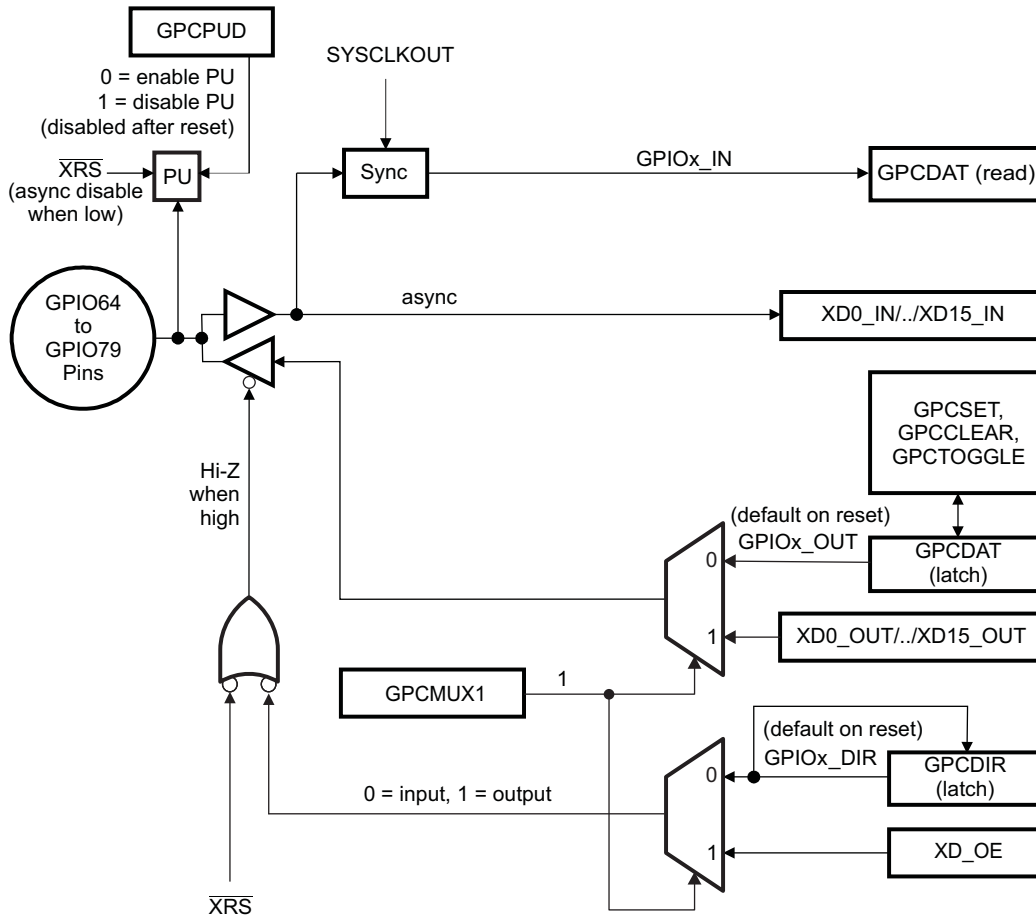 GPCPUD
0 = enable PU
1 = disable PU
(disabled after reset)
SYSCLKOUT
XRS
(async disable
when low)
PU
Sync
GPIOx_IN
GPCDAT (read)
GPIO64
to
GPIO79
Pins
async
XD0_IN/../XD15_IN
GPCSET,
GPCCLEAR,
GPCTOGGLE
Hi-Z
when
high
(default on reset)
GPIOx_OUT
0
GPCDAT
(latch)
1
XD0_OUT/../XD15_OUT
GPCMUX1
1
(default on reset)
GPIOx_DIR
0
GPCDIR
(latch)
0 = input, 1 = output
1
XD_OE
XRS